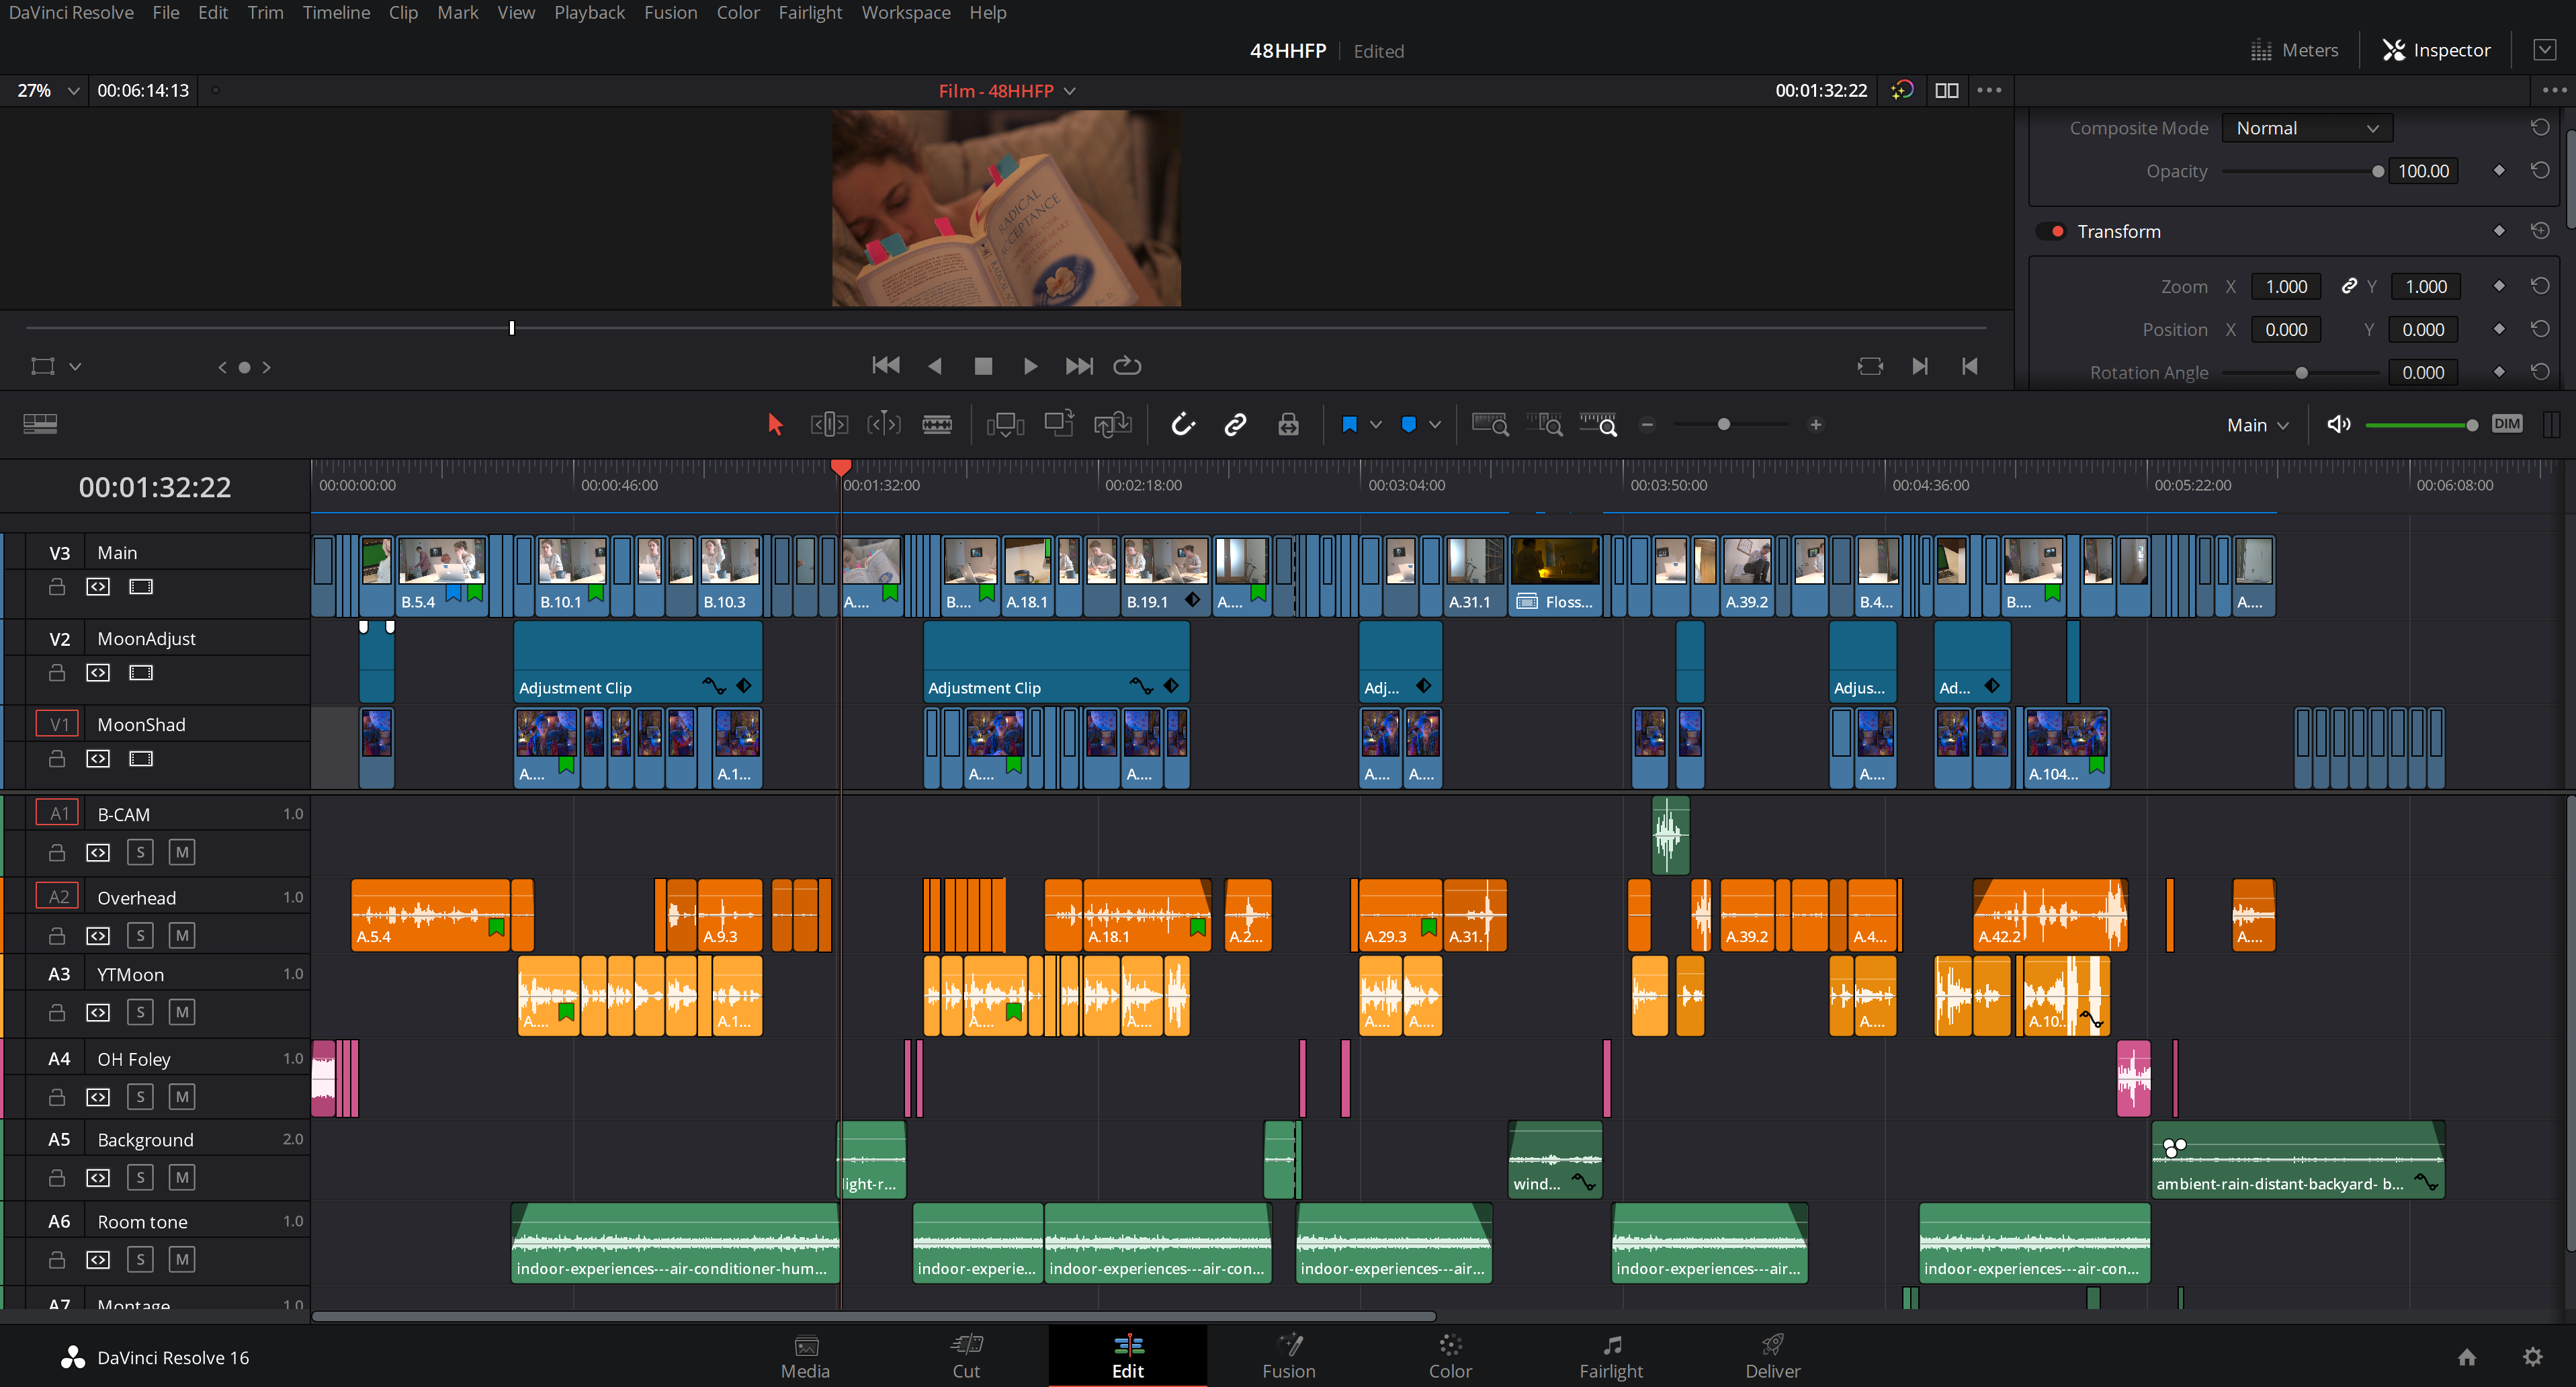 DaVinci Resolve File Edit Trim Timeline Clip Mark View Playback Fusion Color Fairlight Workspace Help
48HHFP Edited
Meters Inspector
27% 00:06:14:13 Film - 48HHFP 00:01:32:22
Composite Mode Normal
Opacity 100.00
Transform
Zoom X 1.000 Y 1.000
Position X 0.000 Y 0.000
Rotation Angle 0.000
RADICAL
ACCEPTANCE
Main DIM
00:01:32:22
00:00:00:00 00:00:46:00 00:01:32:00 00:02:18:00 00:03:04:00 00:03:50:00 00:04:36:00 00:05:22:00 00:06:08:00
V3 Main
B.5.4 B.10.1 B.10.3 A.... B.... A.18.1 B.19.1 A.... A.31.1 Floss... A.39.2 B.4... B.... A....
V2 MoonAdjust
Adjustment Clip Adjustment Clip Adj... Adjus... Ad...
V1 MoonShad
A.... A.1... A.... A.... A.... A.... A.... A.104...
A1 B-CAM 1.0
S M
A2 Overhead 1.0
S M
A.5.4 A.9.3 A.18.1 A.2... A.29.3 A.31. A.39.2 A.4... A.42.2 A....
A3 YTMoon 1.0
S M
A.... A.1... A.... A.... A.... A.... A.... A.10...
A4 OH Foley 1.0
S M
A5 Background 2.0
S M
light-r... wind... ambient-rain-distant-backyard- b...
A6 Room tone 1.0
S M
indoor-experiences---air-conditioner-hum... indoor-experie... indoor-experiences---air-con... indoor-experiences---air... indoor-experiences---air... indoor-experiences---air-con...
A7 Montage 1.0
DaVinci Resolve 16
Media Cut Edit Fusion Color Fairlight Deliver